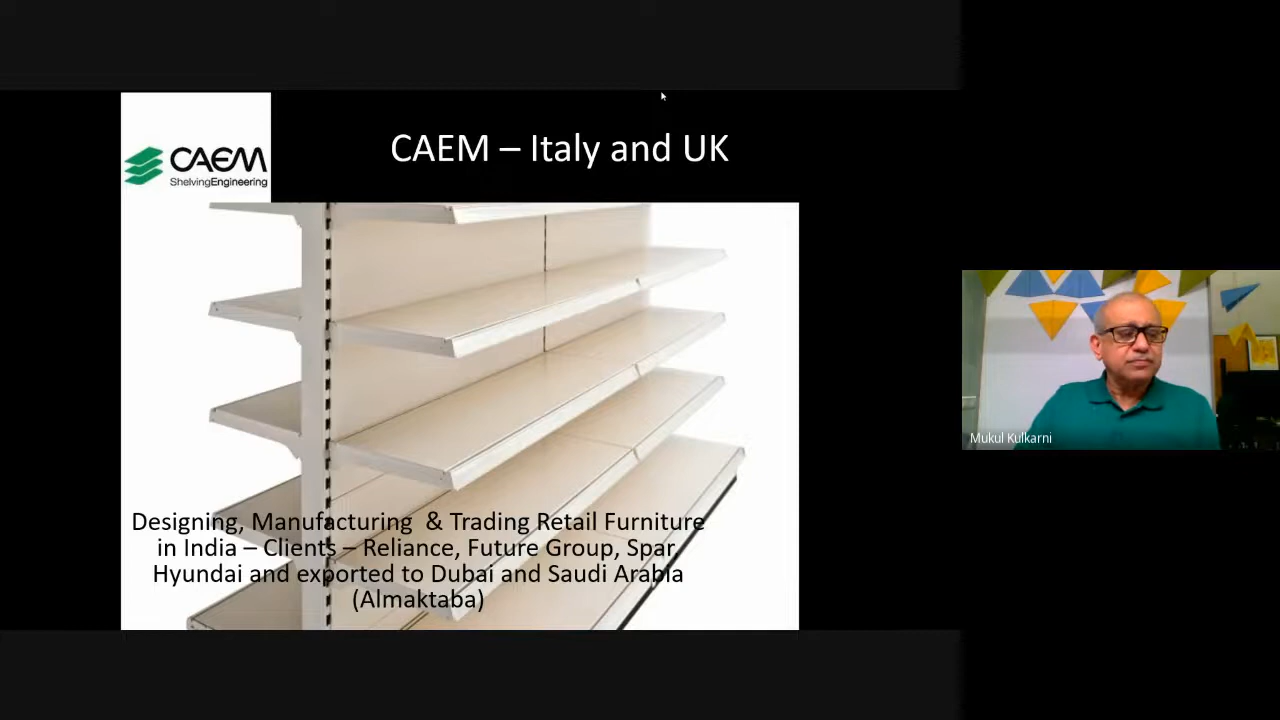 CAEM – Italy and UK
CAEM
ShelvingEngineering
Designing, Manufacturing & Trading Retail Furniture
in India – Clients – Reliance, Future Group, Spar,
Hyundai and exported to Dubai and Saudi Arabia
(Almaktaba)
Mukul Kulkarni